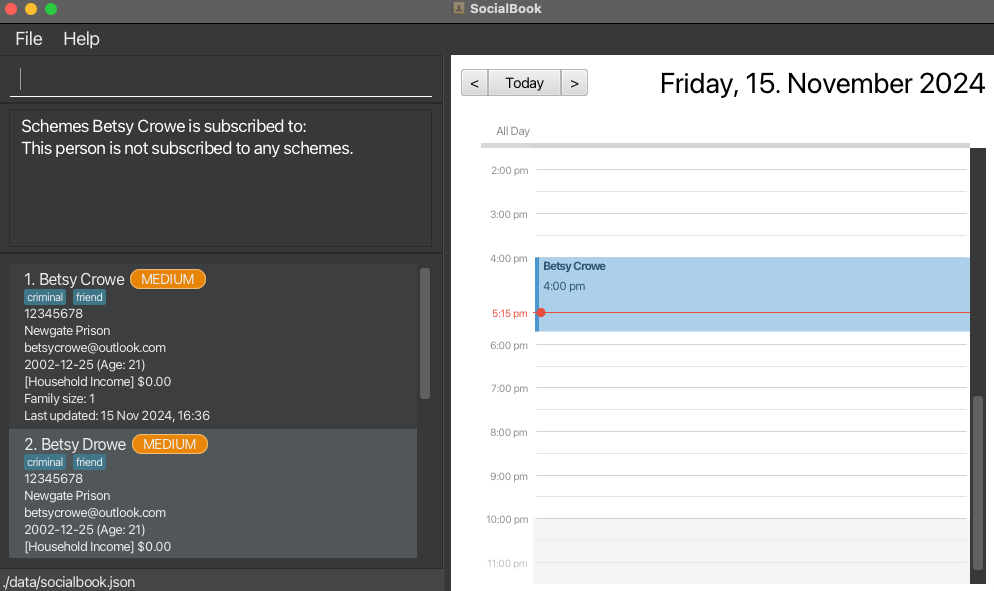 SocialBook
File Help
Schemes Betsy Crowe is subscribed to:
This person is not subscribed to any schemes.
1. Betsy Crowe MEDIUM
criminal friend
12345678
Newgate Prison
betsycrowe@outlook.com
2002-12-25 (Age: 21)
[Household Income] $0.00
Family size: 1
Last updated: 15 Nov 2024, 16:36
2. Betsy Drowe MEDIUM
criminal friend
12345678
Newgate Prison
betsycrowe@outlook.com
2002-12-25 (Age: 21)
[Household Income] $0.00
./data/socialbook.json
< Today > Friday, 15. November 2024
All Day
2:00 pm
3:00 pm
4:00 pm
Betsy Crowe
4:00 pm
5:15 pm
6:00 pm
7:00 pm
8:00 pm
9:00 pm
10:00 pm
11:00 pm